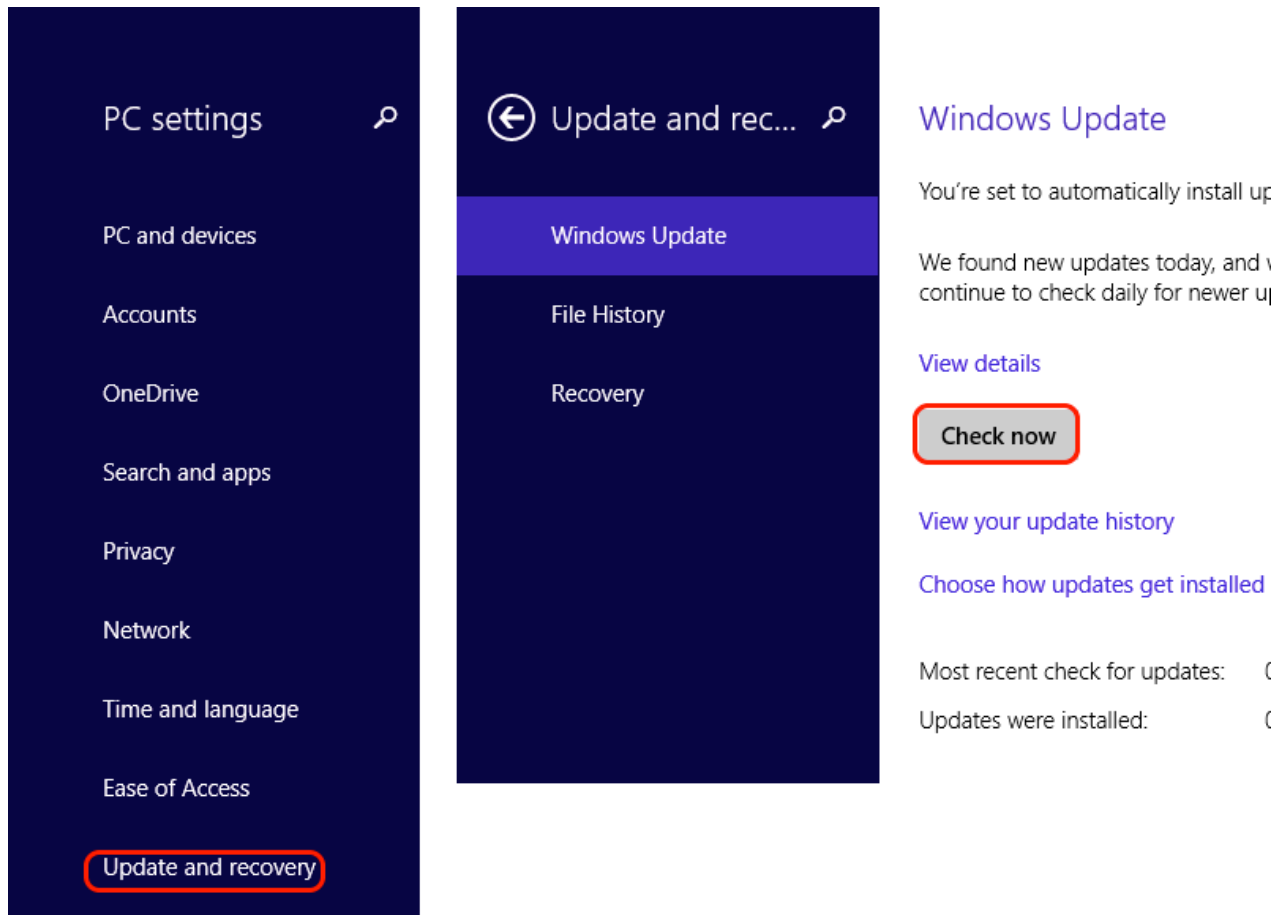 PC settings
PC and devices
Accounts
OneDrive
Search and apps
Privacy
Network
Time and language
Ease of Access
Update and recovery
Update and rec...
Windows Update
File History
Recovery
Windows Update
You're set to automatically install
We found new updates today, and
continue to check daily for newer
View details
Check now
View your update history
Choose how updates get installed
Most recent check for updates:
Updates were installed: